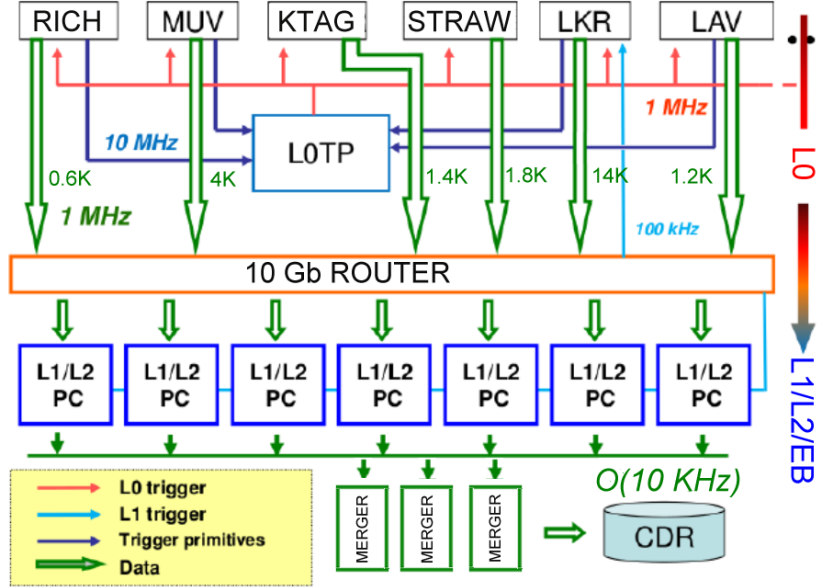 RICH MUV KTAG STRAW LKR LAV
1 MHz
10 MHz
L0TP
L0
0.6K 4K 1.4K 1.8K 14K 1.2K
1 MHz
100 kHz
10 Gb ROUTER
L1/L2 PC
L1/L2 PC
L1/L2 PC
L1/L2 PC
L1/L2 PC
L1/L2 PC
L1/L2 PC
L1/L2/EB
O(10 KHz)
L0 trigger
L1 trigger
Trigger primitives
Data
MERGER
MERGER
MERGER
CDR